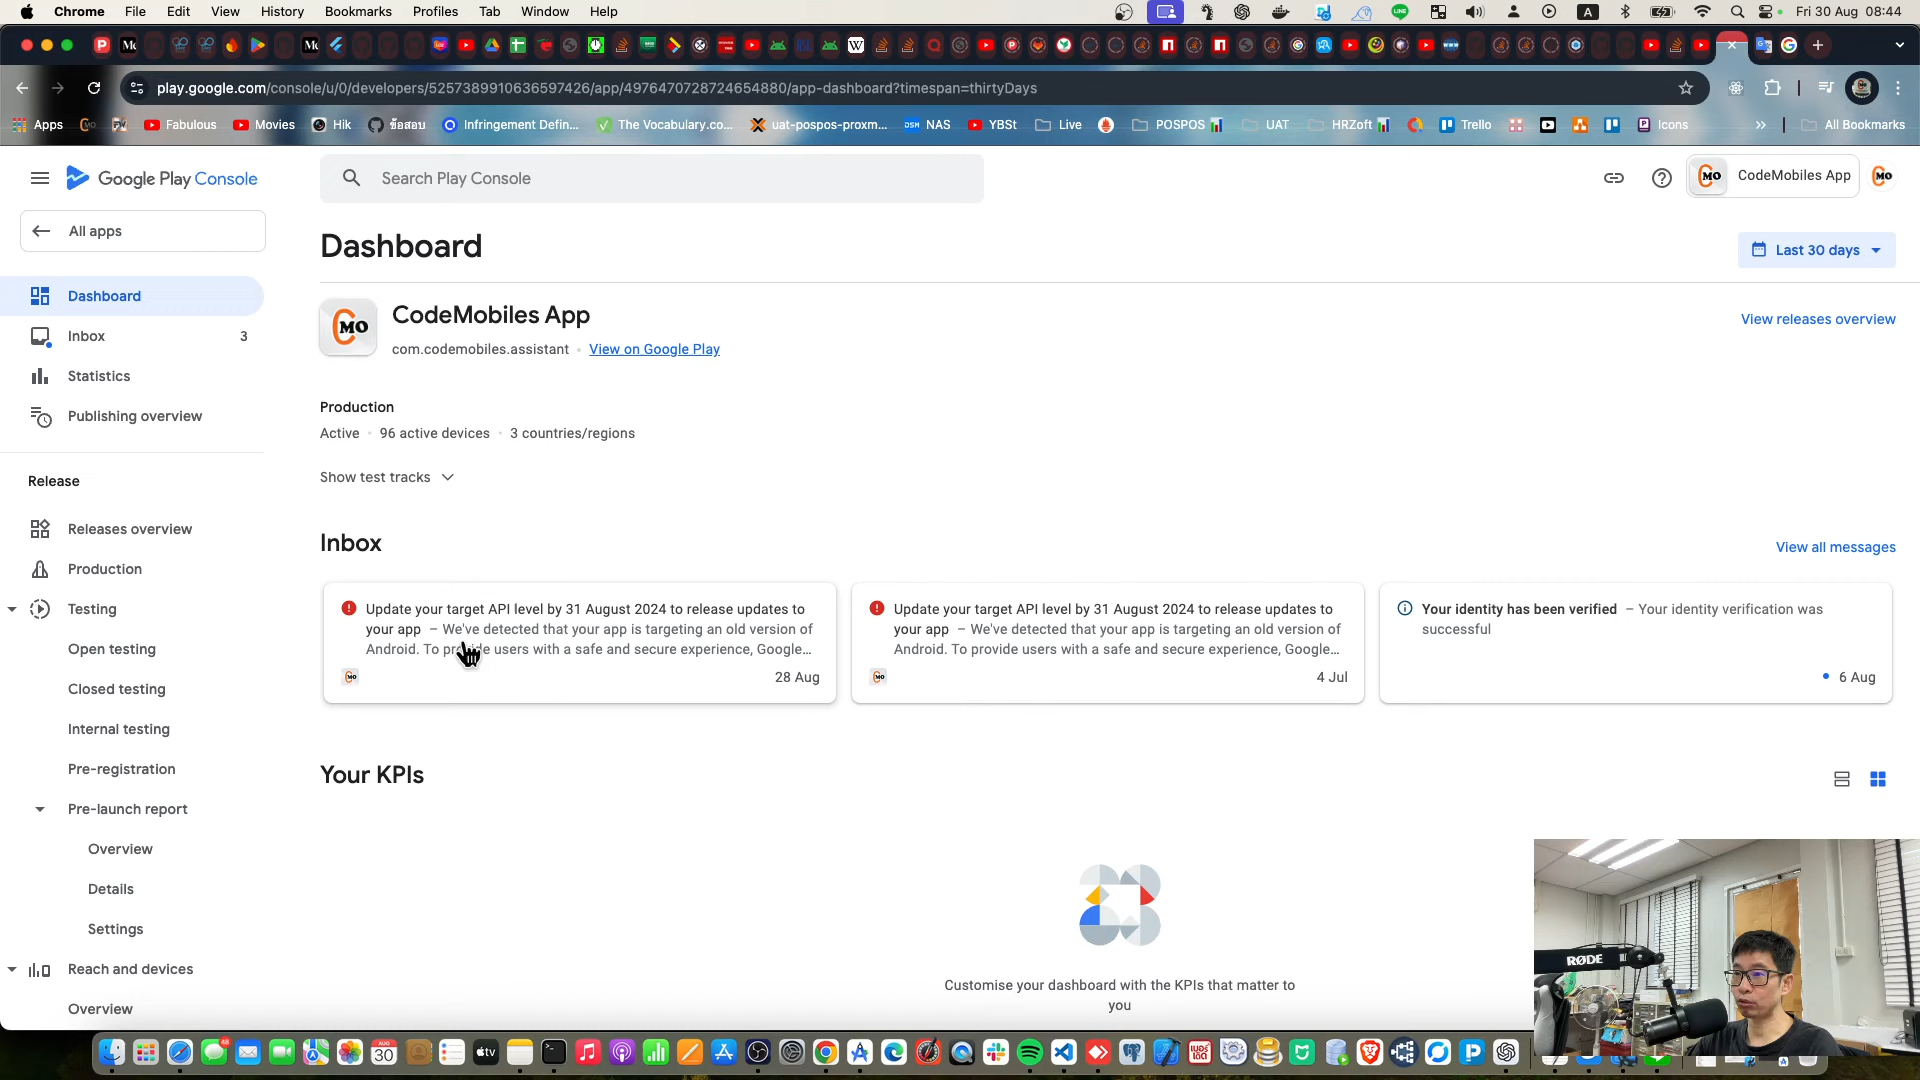 Chrome File Edit View History Bookmarks Profiles Tab Window Help
A Fri 30 Aug 08:44
play.google.com/console/u/0/developers/5257389910636597426/app/4976470728724654880/app-dashboard?timespan=thirtyDays
Apps Fabulous Movies Hik ข้อสอบ Infringement Defin... The Vocabulary.co... uat-pospos-proxm... NAS YBSt Live POSPOS UAT HRZoft Trello Icons » All Bookmarks
Google Play Console
Search Play Console
CodeMobiles App
All apps
Dashboard
Inbox 3
Statistics
Publishing overview
Release
Releases overview
Production
Testing
Open testing
Closed testing
Internal testing
Pre-registration
Pre-launch report
Overview
Details
Settings
Reach and devices
Overview
Dashboard
Last 30 days
CodeMobiles App
com.codemobiles.assistant · View on Google Play
View releases overview
Production
Active · 96 active devices · 3 countries/regions
Show test tracks
Inbox
View all messages
Update your target API level by 31 August 2024 to release updates to
your app – We've detected that your app is targeting an old version of
Android. To provide users with a safe and secure experience, Google...
28 Aug
Update your target API level by 31 August 2024 to release updates to
your app – We've detected that your app is targeting an old version of
Android. To provide users with a safe and secure experience, Google...
4 Jul
Your identity has been verified – Your identity verification was
successful
6 Aug
Your KPIs
Customise your dashboard with the KPIs that matter to
you
RØDE